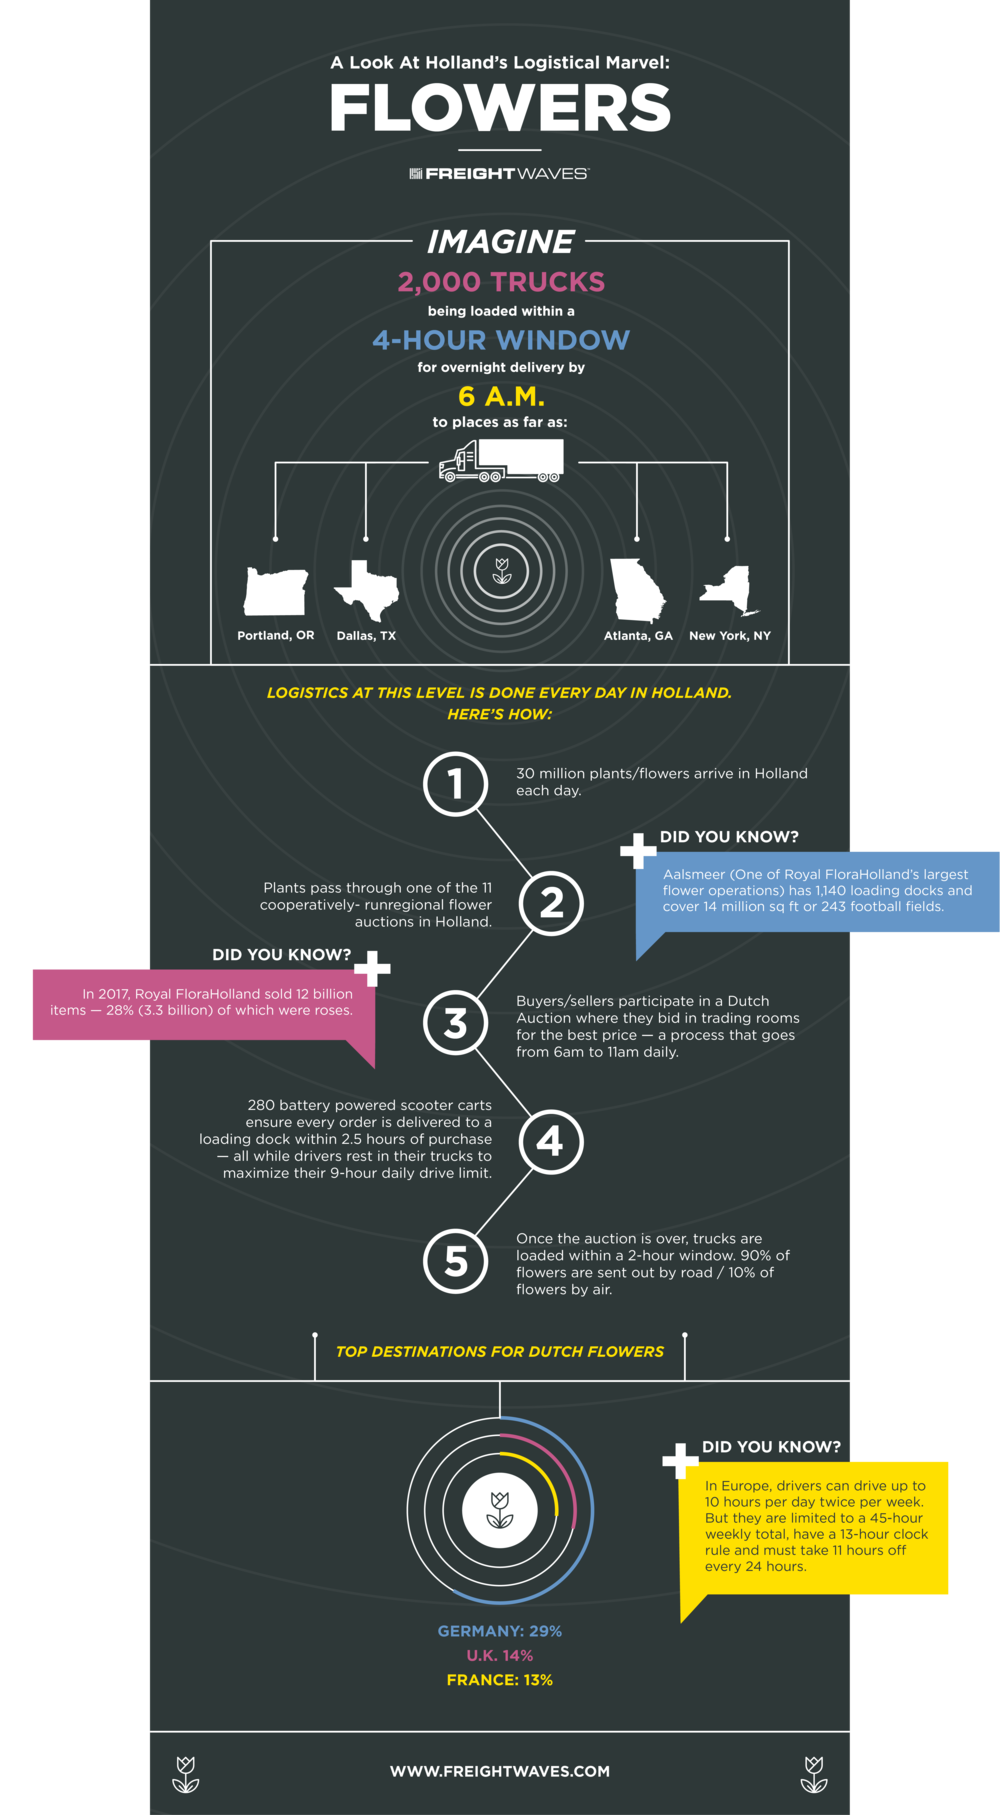 A Look At Holland's Logistical Marvel:
FLOWERS
FREIGHTWAVES
IMAGINE
2,000 TRUCKS
being loaded within a
4-HOUR WINDOW
for overnight delivery by
6 A.M.
to places as far as:
Portland, OR
Dallas, TX
Atlanta, GA
New York, NY
LOGISTICS AT THIS LEVEL IS DONE EVERY DAY IN HOLLAND.
HERE'S HOW:
1
30 million plants/flowers arrive in Holland
each day.
DID YOU KNOW?
Aalsmeer (One of Royal FloraHolland's largest
flower operations) has 1,140 loading docks and
cover 14 million sq ft or 243 football fields.
2
Plants pass through one of the 11
cooperatively- runregional flower
auctions in Holland.
DID YOU KNOW?
In 2017, Royal FloraHolland sold 12 billion
items — 28% (3.3 billion) of which were roses.
3
Buyers/sellers participate in a Dutch
Auction where they bid in trading rooms
for the best price — a process that goes
from 6am to 11am daily.
280 battery powered scooter carts
ensure every order is delivered to a
loading dock within 2.5 hours of purchase
— all while drivers rest in their trucks to
maximize their 9-hour daily drive limit.
4
5
Once the auction is over, trucks are
loaded within a 2-hour window. 90% of
flowers are sent out by road / 10% of
flowers by air.
TOP DESTINATIONS FOR DUTCH FLOWERS
DID YOU KNOW?
In Europe, drivers can drive up to
10 hours per day twice per week.
But they are limited to a 45-hour
weekly total, have a 13-hour clock
rule and must take 11 hours off
every 24 hours.
GERMANY: 29%
U.K. 14%
FRANCE: 13%
WWW.FREIGHTWAVES.COM